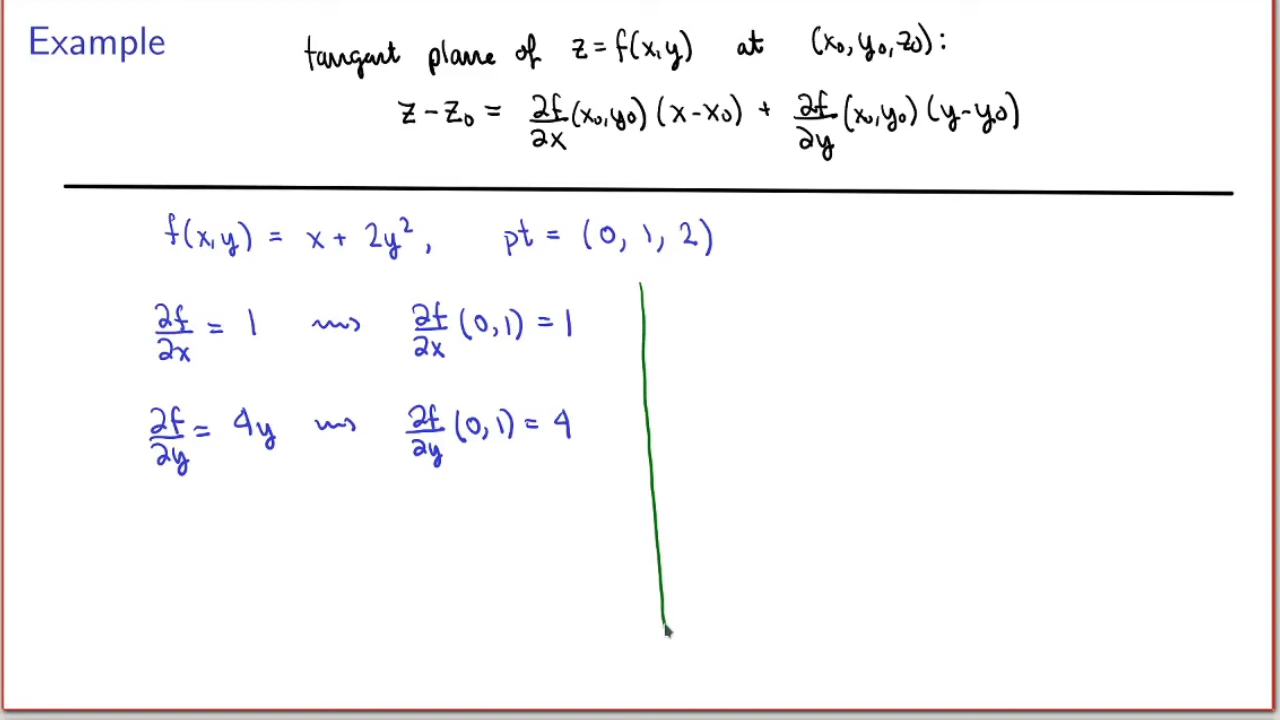 Example
tangent plane of z = f(x,y) at (x₀, y₀, z₀):
z - z₀ = ∂f/∂x (x₀,y₀) (x-x₀) + ∂f/∂y (x₀,y₀) (y-y₀)
f(x,y) = x + 2y², pt = (0, 1, 2)
∂f/∂x = 1 ⇝ ∂f/∂x (0,1) = 1
∂f/∂y = 4y ⇝ ∂f/∂y (0,1) = 4